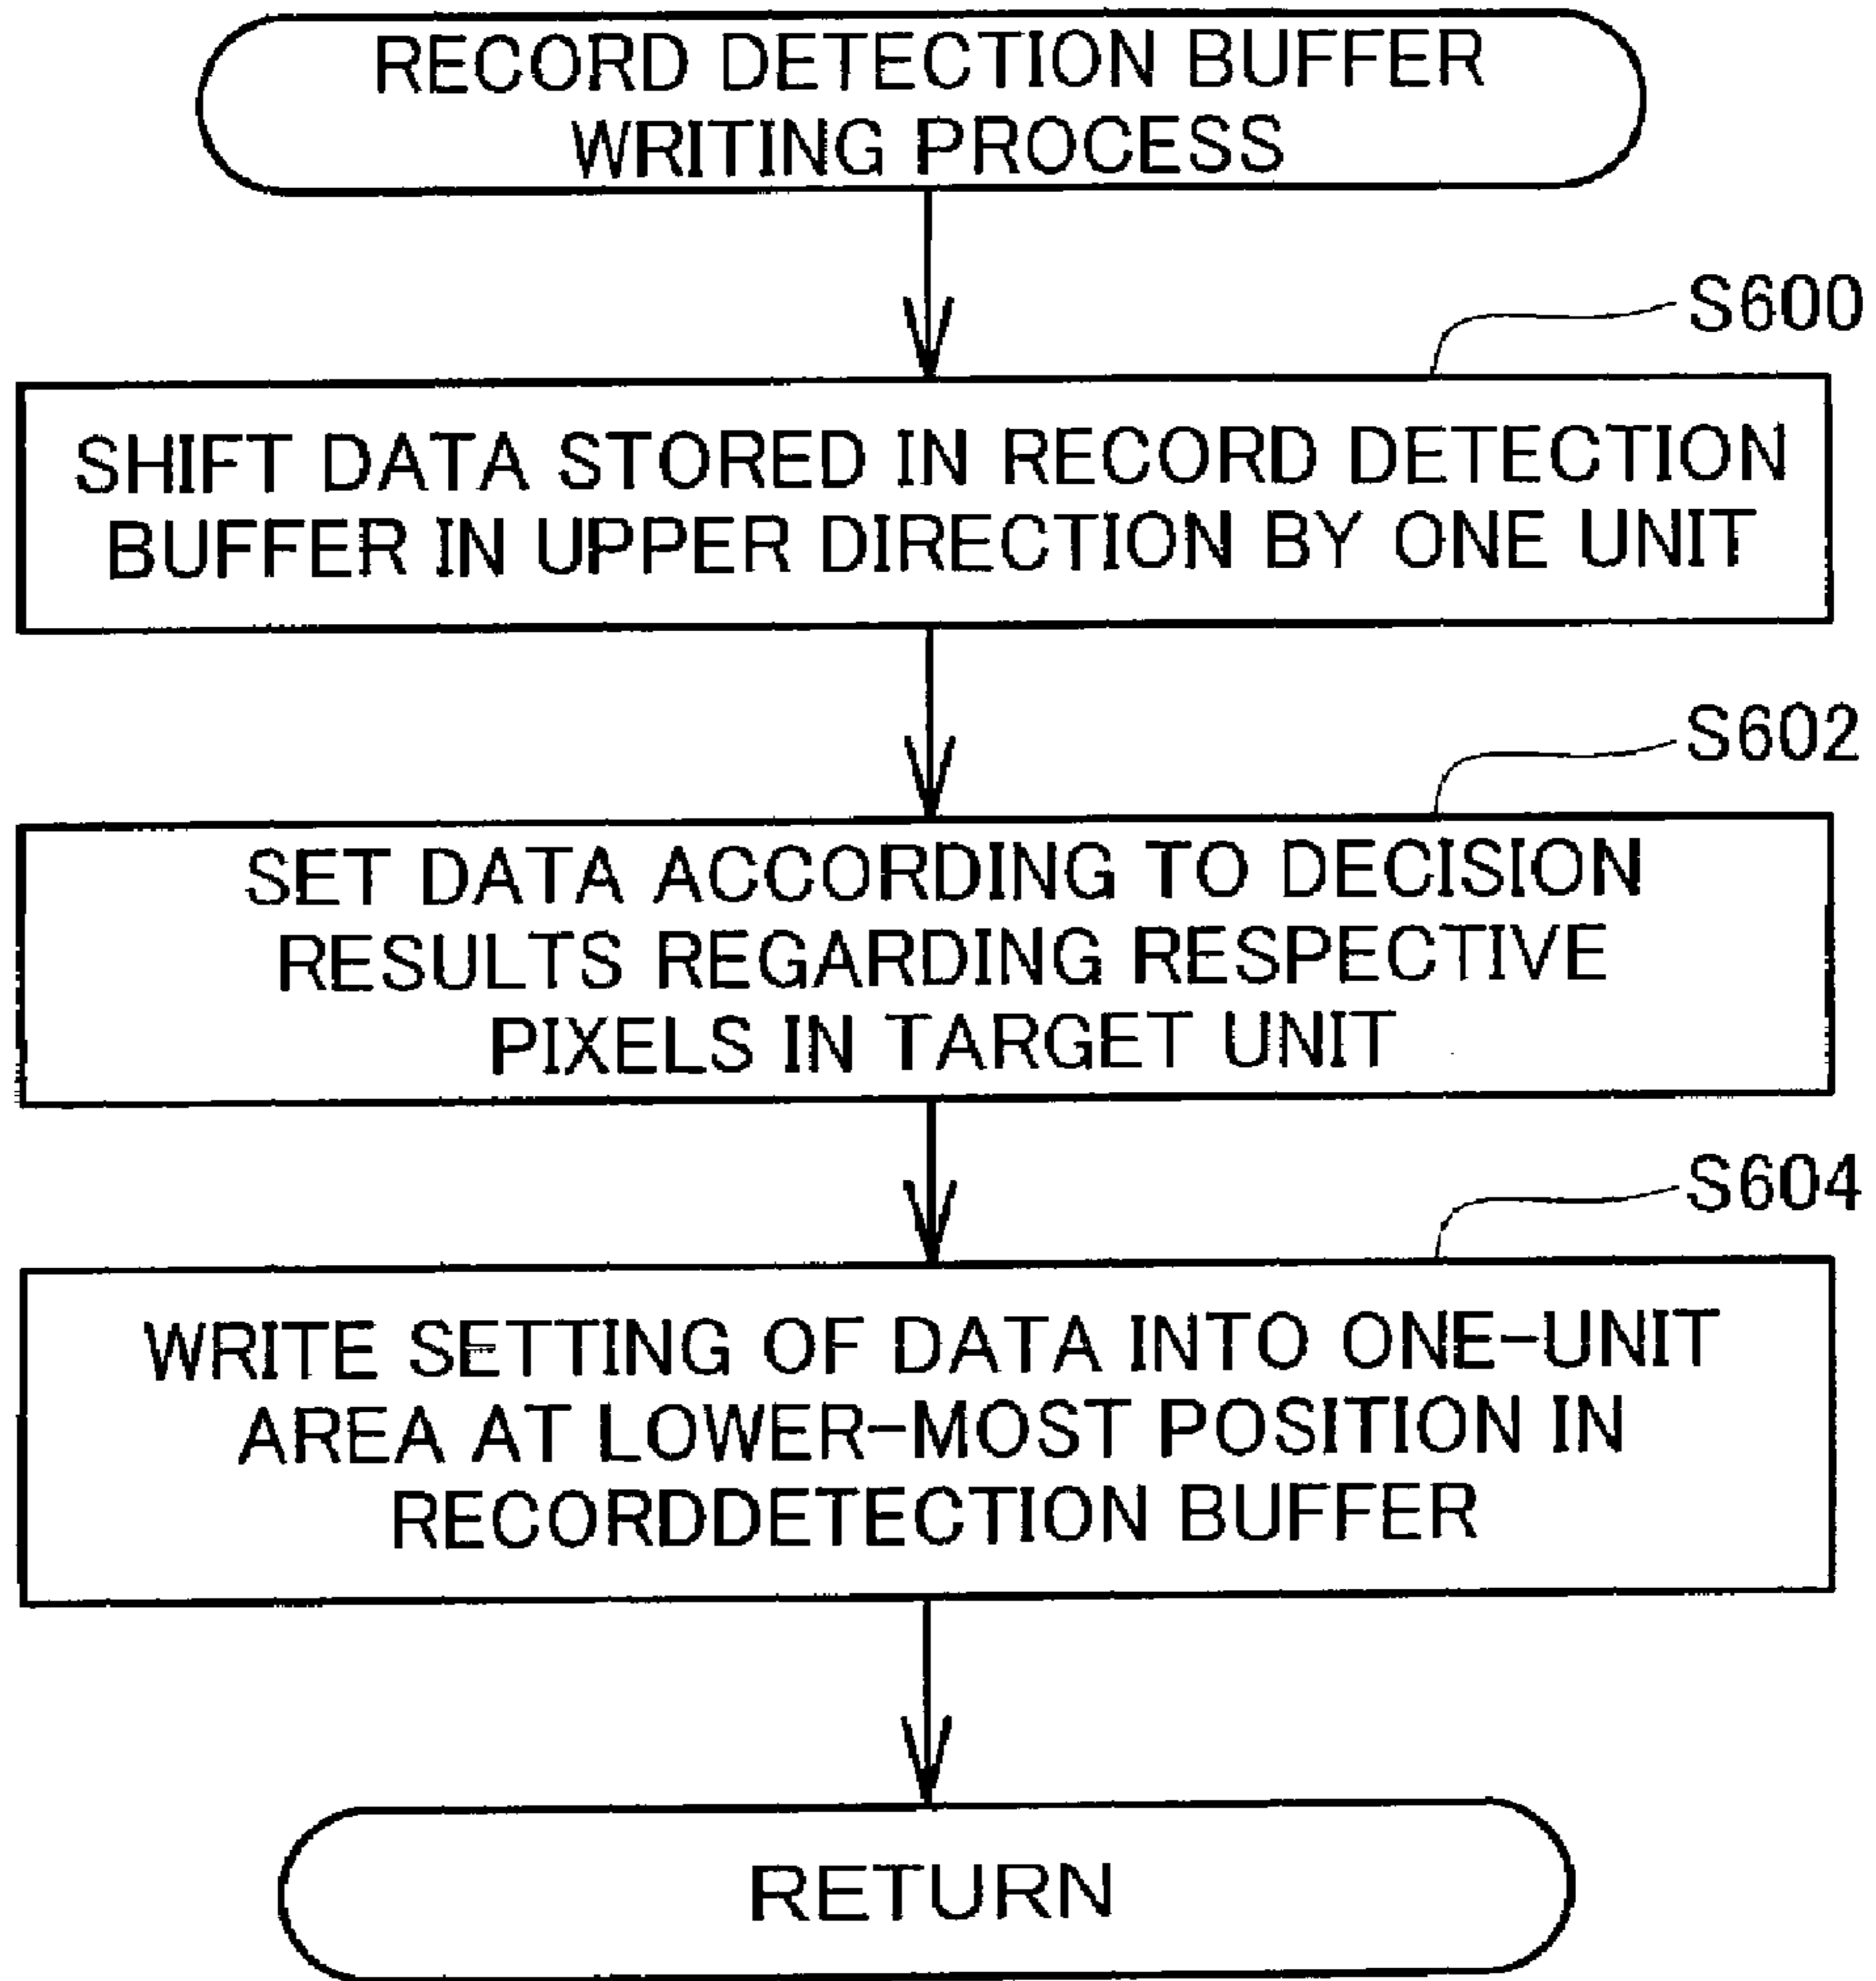 RECORD DETECTION BUFFER
WRITING PROCESS
S600
SHIFT DATA STORED IN RECORD DETECTION
BUFFER IN UPPER DIRECTION BY ONE UNIT
S602
SET DATA ACCORDING TO DECISION
RESULTS REGARDING RESPECTIVE
PIXELS IN TARGET UNIT
S604
WRITE SETTING OF DATA INTO ONE-UNIT
AREA AT LOWER-MOST POSITION IN
RECORDDETECTION BUFFER
RETURN